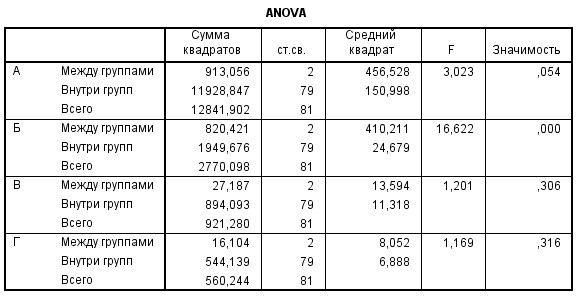 ANOVA
Сумма квадратов ст.св. Средний квадрат F Значимость
А Между группами 913,056 2 456,528 3,023 ,054
Внутри групп 11928,847 79 150,998
Всего 12841,902 81
Б Между группами 820,421 2 410,211 16,622 ,000
Внутри групп 1949,676 79 24,679
Всего 2770,098 81
В Между группами 27,187 2 13,594 1,201 ,306
Внутри групп 894,093 79 11,318
Всего 921,280 81
Г Между группами 16,104 2 8,052 1,169 ,316
Внутри групп 544,139 79 6,888
Всего 560,244 81